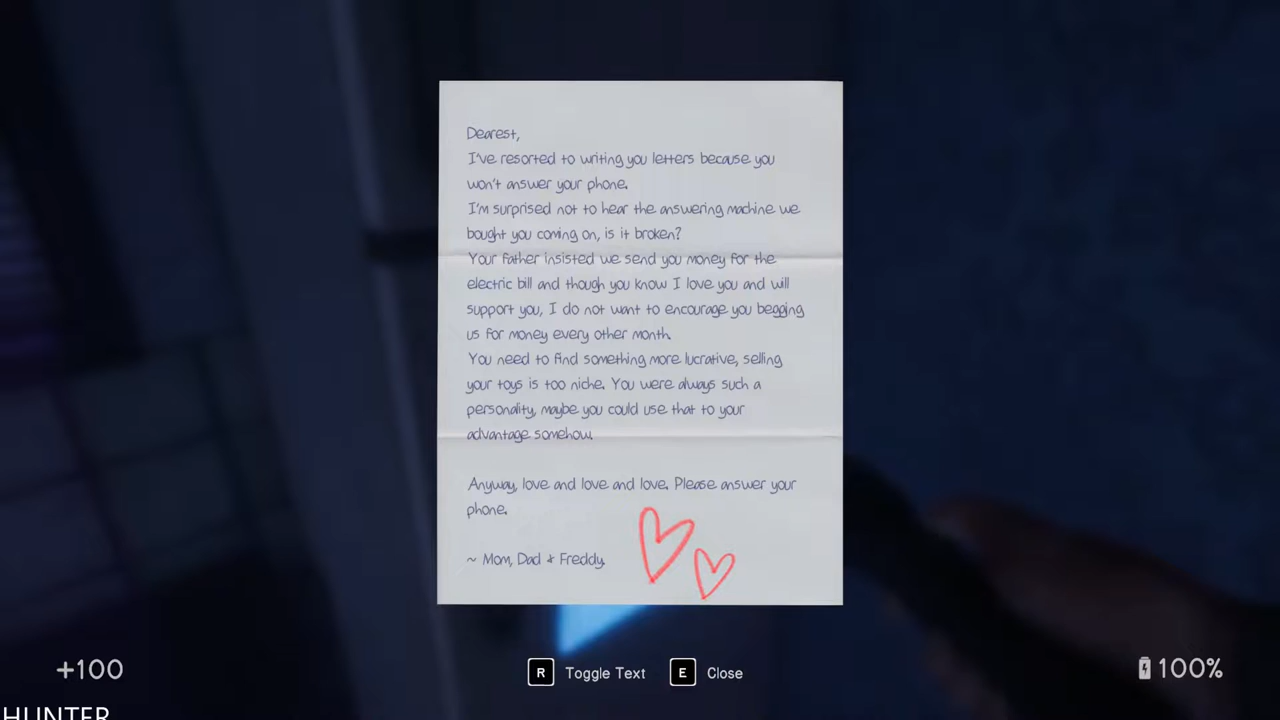 Dearest,
I've resorted to writing you letters because you
won't answer your phone.
I'm surprised not to hear the answering machine we
bought you coming on, is it broken?
Your father insisted we send you money for the
electric bill and though you know I love you and will
support you, I do not want to encourage you begging
us for money every other month.
You need to find something more lucrative, selling
your toys is too niche. You were always such a
personality, maybe you could use that to your
advantage somehow.
Anyway, love and love and love. Please answer your
phone.
~ Mom, Dad + Freddy.
+100
R Toggle Text E Close
100%
HUNTER